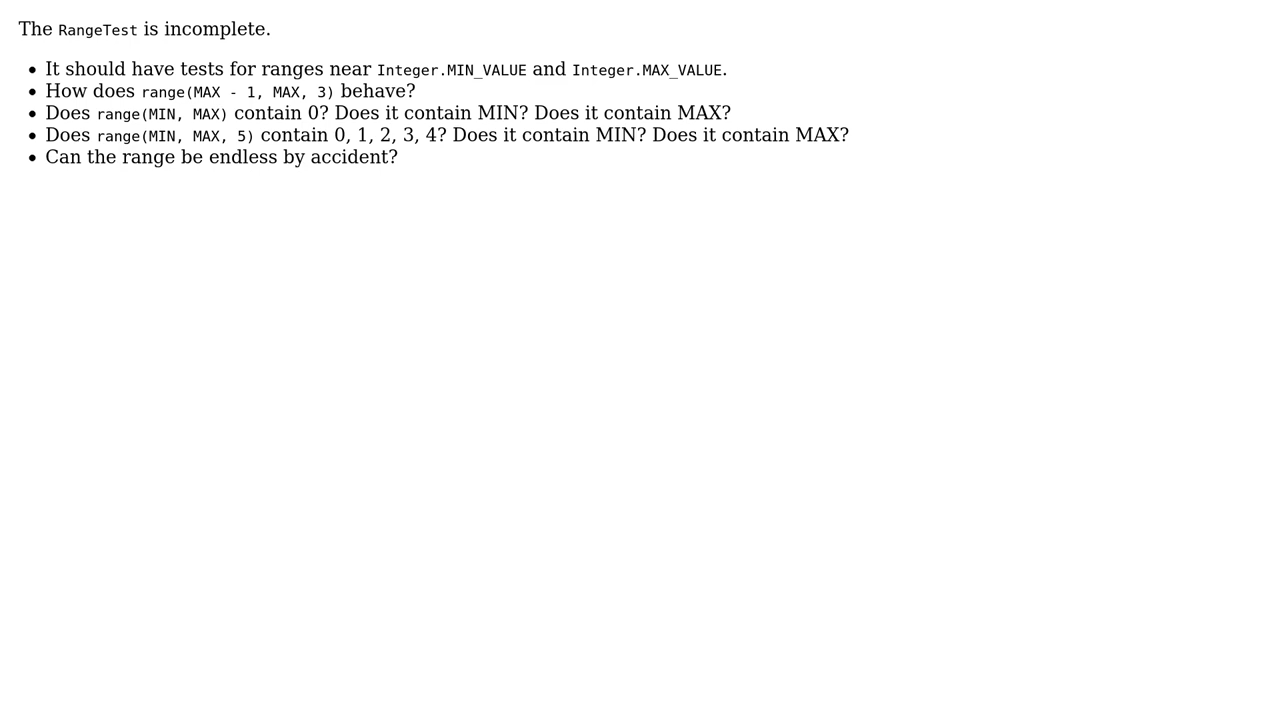 The RangeTest is incomplete.
• It should have tests for ranges near Integer.MIN_VALUE and Integer.MAX_VALUE.
• How does range(MAX - 1, MAX, 3) behave?
• Does range(MIN, MAX) contain 0? Does it contain MIN? Does it contain MAX?
• Does range(MIN, MAX, 5) contain 0, 1, 2, 3, 4? Does it contain MIN? Does it contain MAX?
• Can the range be endless by accident?